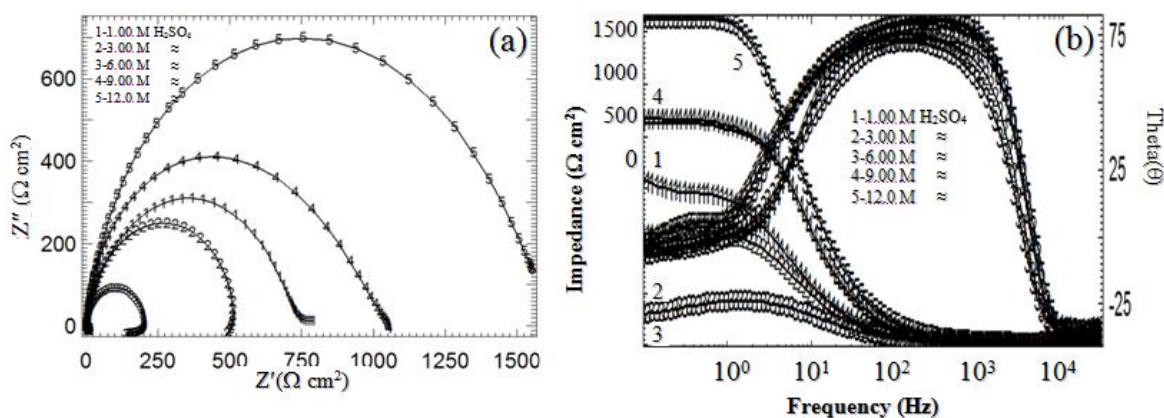 (a)
1-1.00. M H₂SO₄
2-3.00. M ≈
3-6.00. M ≈
4-9.00. M ≈
5-12.0. M ≈
600
400
200
0
Z″ (Ω cm²)
0 250 500 750 1000 1250 1500
Z′(Ω cm²)
(b)
1500
1000
500
0
Impedance (Ω cm²)
5
4
1
2
3
1-1.00. M H₂SO₄
2-3.00. M ≈
3-6.00. M ≈
4-9.00. M ≈
5-12.0. M ≈
75
25
-25
Theta(θ)
10⁰ 10¹ 10² 10³ 10⁴
Frequency (Hz)